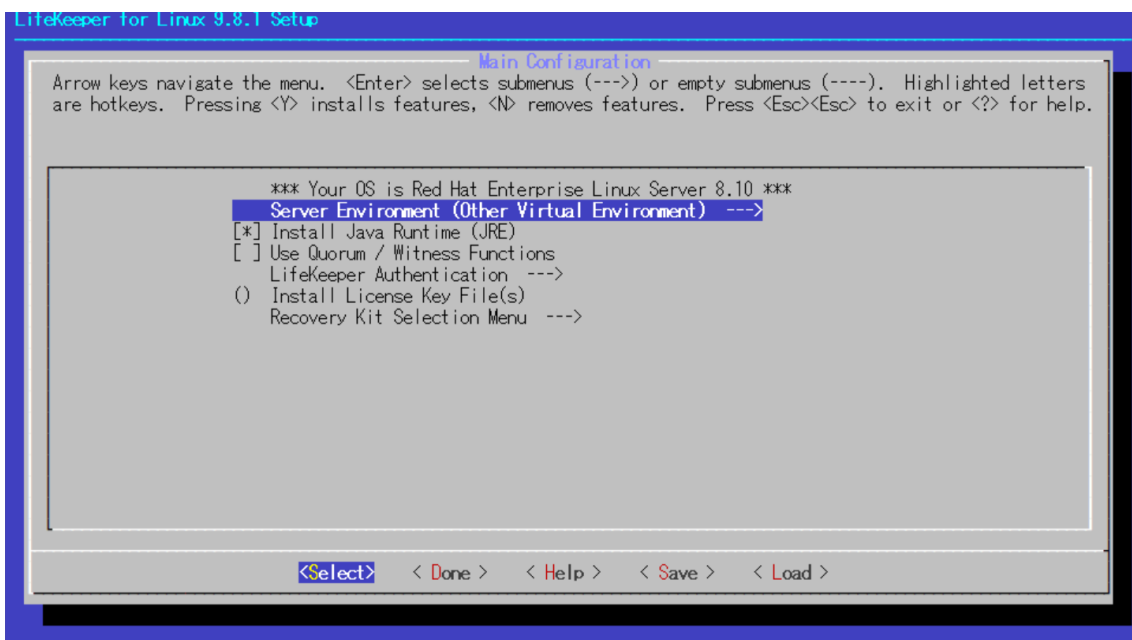 LifeKeeper for Linux 9.8.1 Setup
Main Configuration
Arrow keys navigate the menu. <Enter> selects submenus (--->) or empty submenus (----). Highlighted letters
are hotkeys. Pressing <Y> installs features, <N> removes features. Press <Esc><Esc> to exit or <?> for help.
*** Your OS is Red Hat Enterprise Linux Server 8.10 ***
Server Environment (Other Virtual Environment) --->
[*] Install Java Runtime (JRE)
[ ] Use Quorum / Witness Functions
LifeKeeper Authentication --->
() Install License Key File(s)
Recovery Kit Selection Menu --->
<Select> < Done > < Help > < Save > < Load >